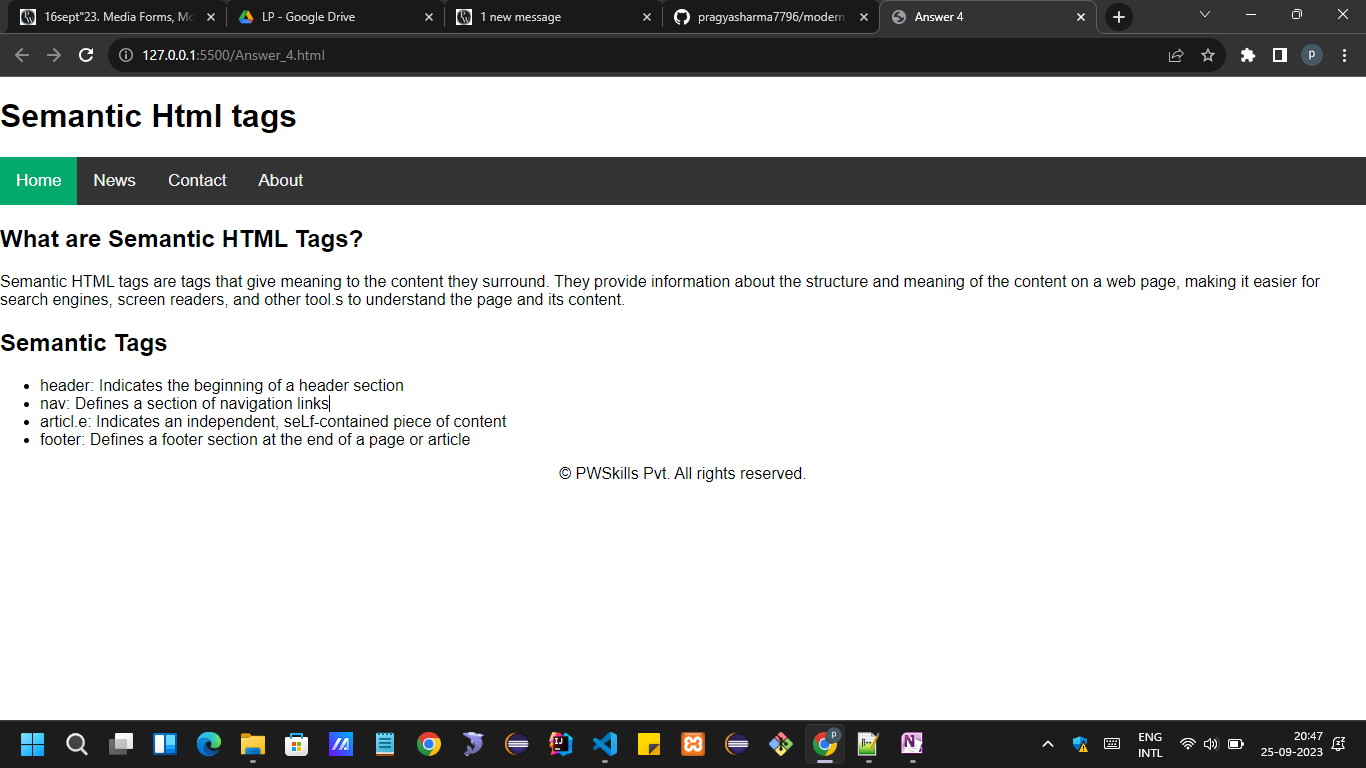 16sept"23. Media Forms, Mo
LP - Google Drive
1 new message
pragyasharma7796/modern
Answer 4
127.0.0.1:5500/Answer_4.html
p
Semantic Html tags
Home News Contact About
What are Semantic HTML Tags?
Semantic HTML tags are tags that give meaning to the content they surround. They provide information about the structure and meaning of the content on a web page, making it easier for
search engines, screen readers, and other tool.s to understand the page and its content.
Semantic Tags
header: Indicates the beginning of a header section
nav: Defines a section of navigation links
articl.e: Indicates an independent, seLf-contained piece of content
footer: Defines a footer section at the end of a page or article
© PWSkills Pvt. All rights reserved.
ENG
INTL
20:47
25-09-2023